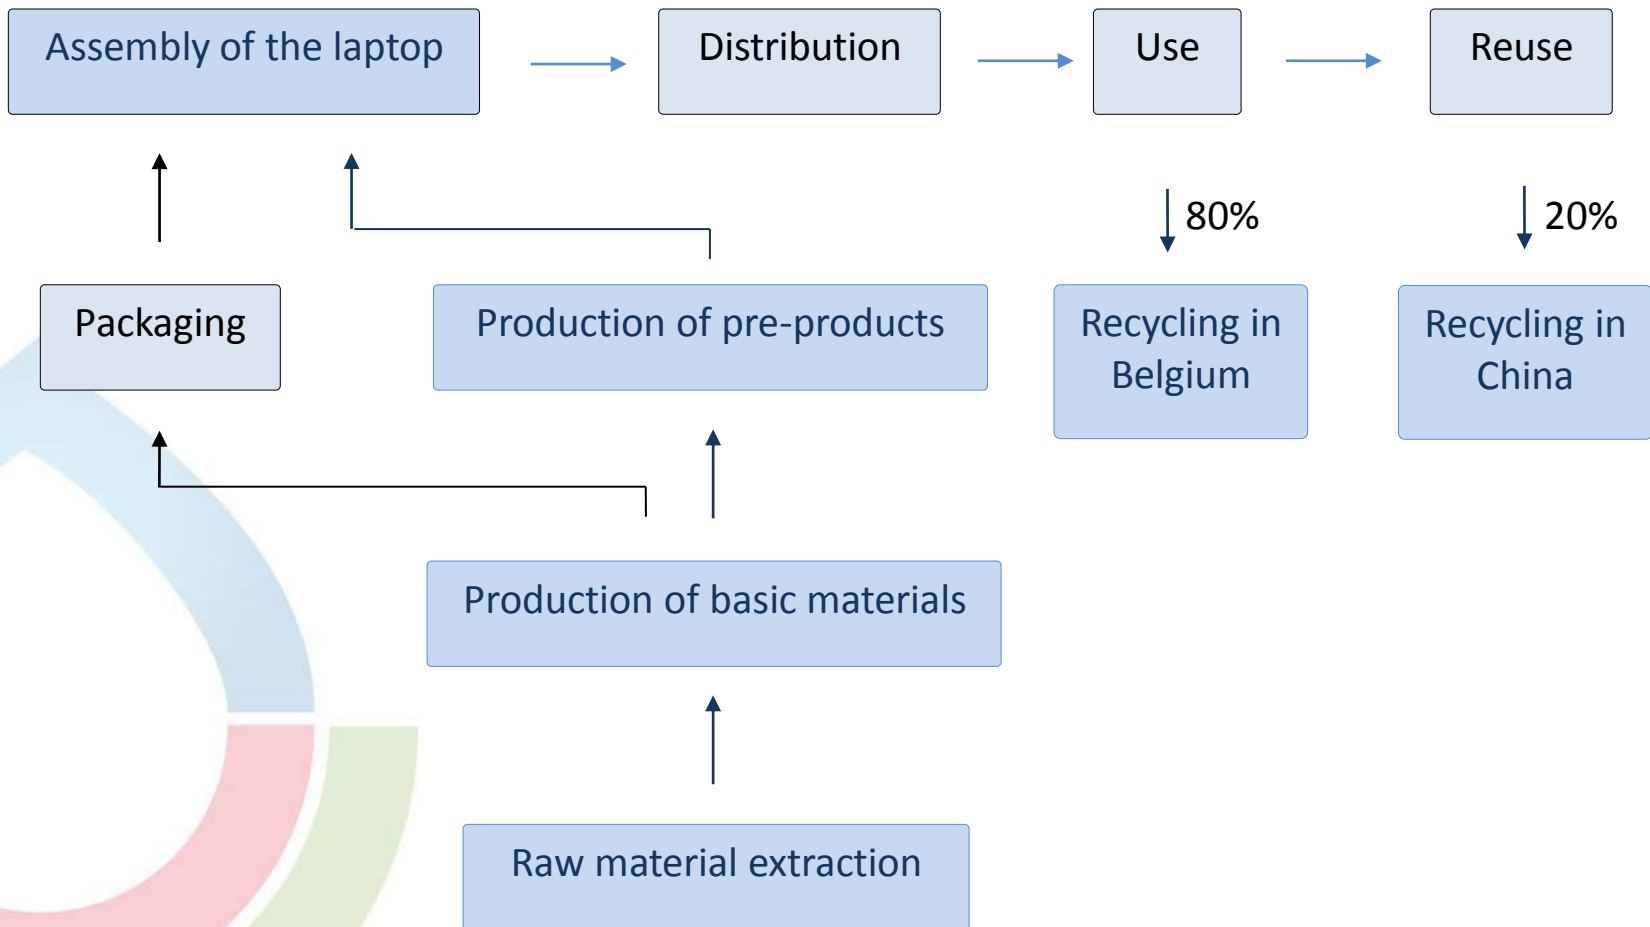 Assembly of the laptop
Distribution
Use
Reuse
80%
20%
Packaging
Production of pre-products
Recycling in
Belgium
Recycling in
China
Production of basic materials
Raw material extraction